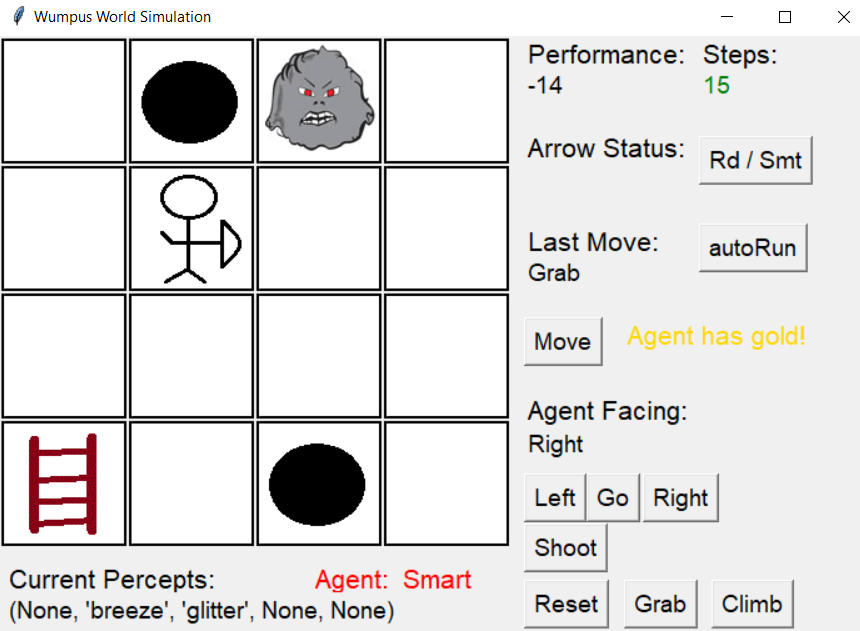 Wumpus World Simulation
Performance: Steps:
-14 15
Arrow Status: Rd / Smt
Last Move: autoRun
Grab
Move Agent has gold!
Agent Facing:
Right
Left Go Right
Shoot
Reset Grab Climb
Current Percepts: Agent: Smart
(None, 'breeze', 'glitter', None, None)